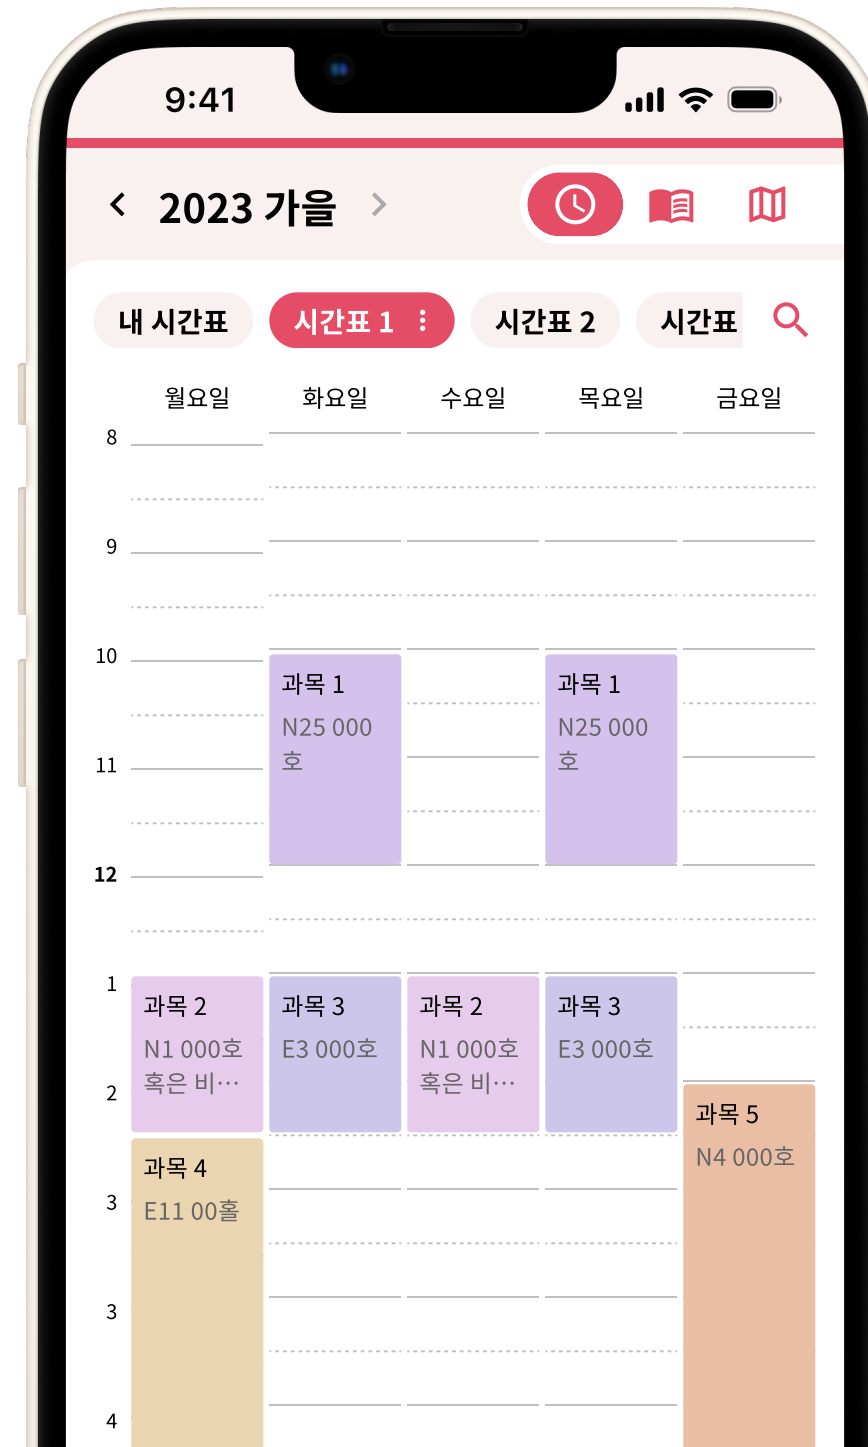 9:41
2023 가을
내 시간표
시간표 1
시간표 2
시간표
월요일 화요일 수요일 목요일 금요일
8
9
10
과목 1
N25 000
호
과목 1
N25 000
호
11
12
1
과목 2
N1 000호
혹은 비…
과목 3
E3 000호
과목 2
N1 000호
혹은 비…
과목 3
E3 000호
2
과목 5
N4 000호
과목 4
E11 00홀
3
3
4